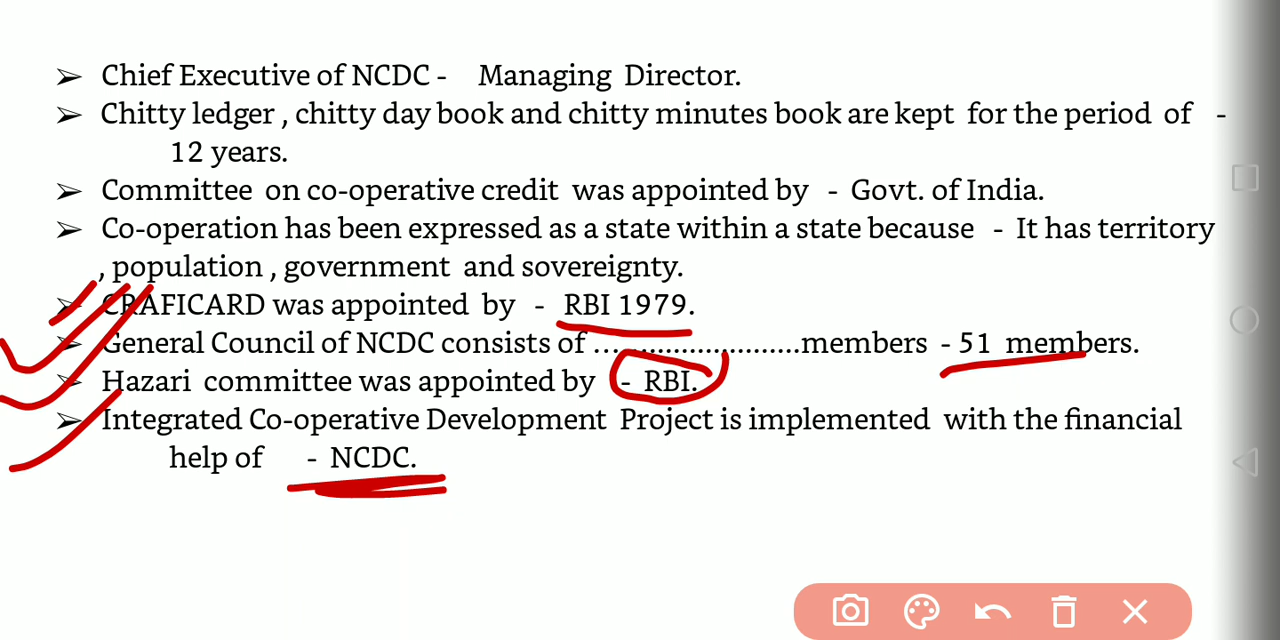 ➢ Chief Executive of NCDC - Managing Director.
➢ Chitty ledger , chitty day book and chitty minutes book are kept for the period of -
12 years.
➢ Committee on co-operative credit was appointed by - Govt. of India.
➢ Co-operation has been expressed as a state within a state because - It has territory
, population , government and sovereignty.
➢ CRAFICARD was appointed by - RBI 1979.
➢ General Council of NCDC consists of ........................members - 51 members.
➢ Hazari committee was appointed by - RBI.
➢ Integrated Co-operative Development Project is implemented with the financial
help of - NCDC.